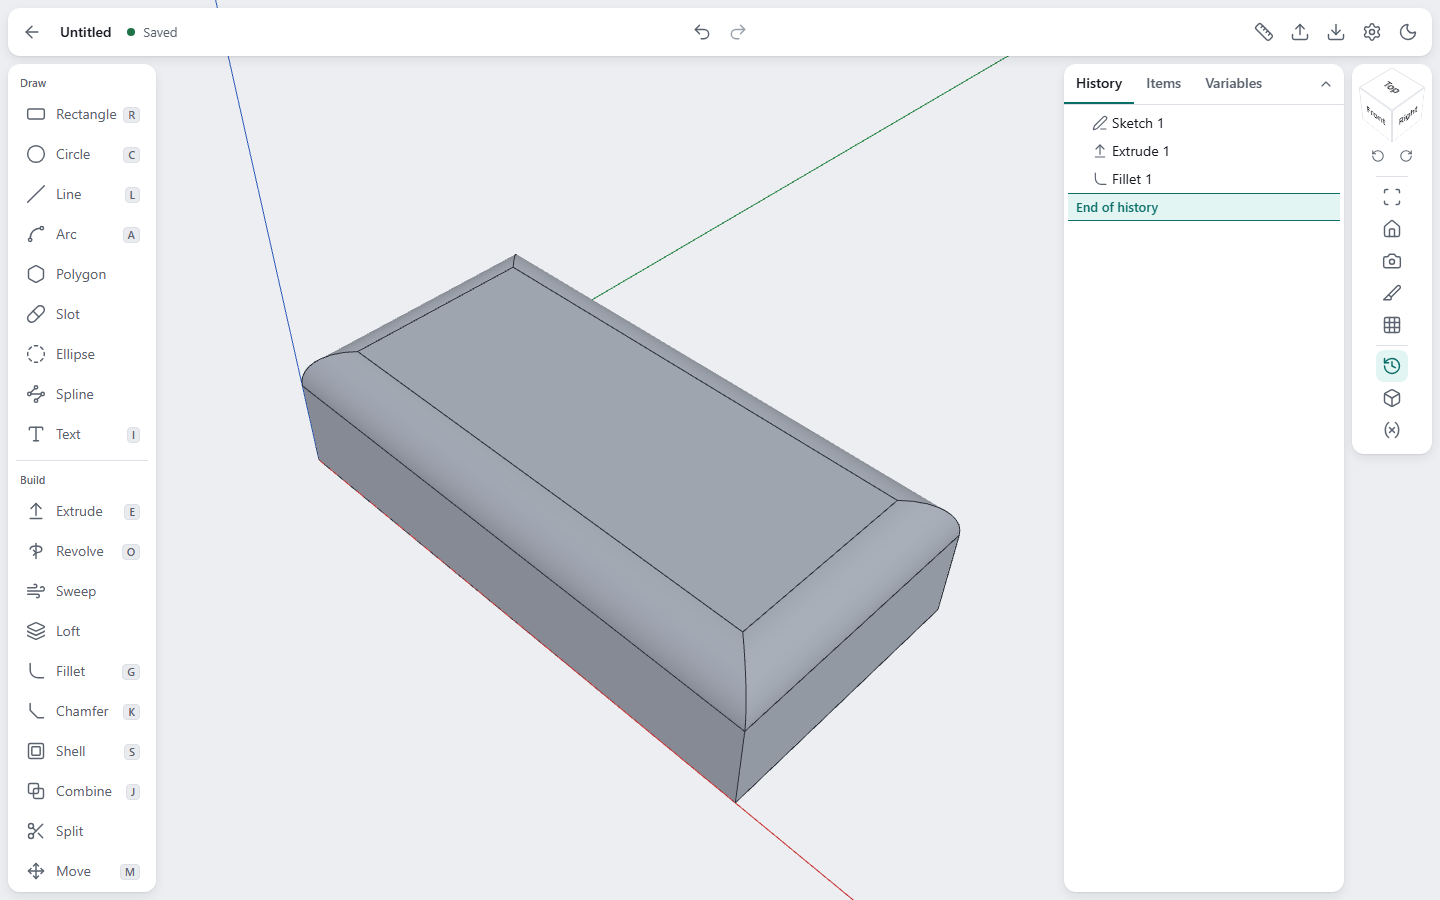 Untitled
Saved
Draw
Rectangle R
Circle C
Line L
Arc A
Polygon
Slot
Ellipse
Spline
Text I
Build
Extrude E
Revolve O
Sweep
Loft
Fillet G
Chamfer K
Shell S
Combine J
Split
Move M
History Items Variables
Sketch 1
Extrude 1
Fillet 1
End of history
Top
Front
Right